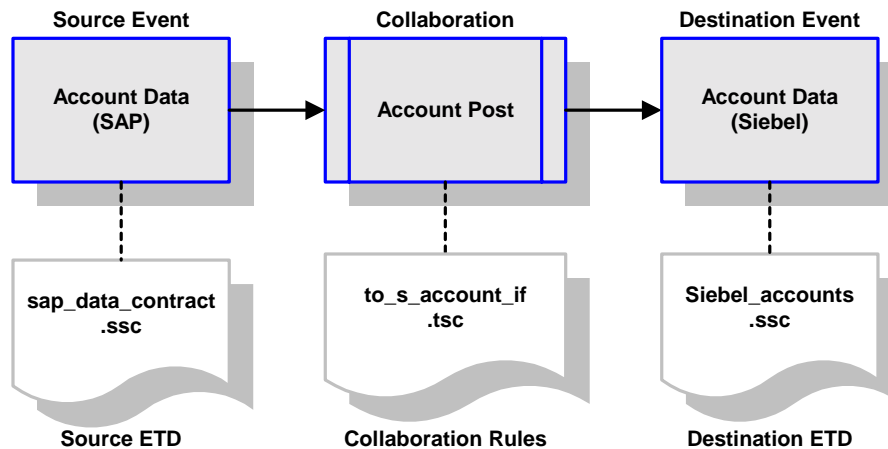 Source Event
Collaboration
Destination Event
Account Data
(SAP)
Account Post
Account Data
(Siebel)
sap_data_contract
.ssc
to_s_account_if
.tsc
Siebel_accounts
.ssc
Source ETD
Collaboration Rules
Destination ETD